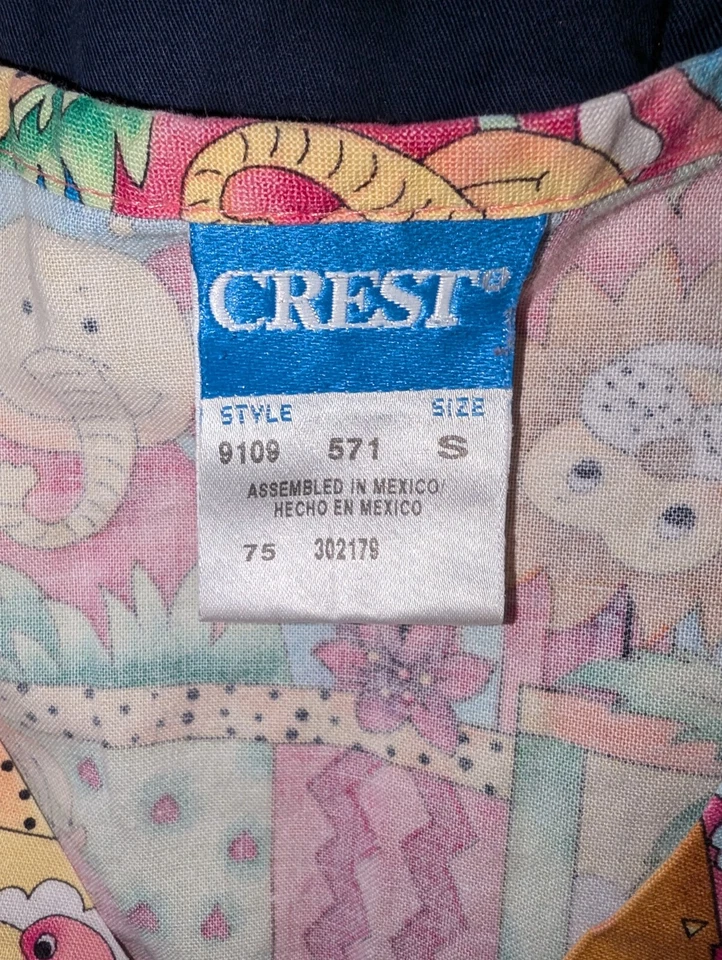 CREST®
STYLE SIZE
9109 571 S
ASSEMBLED IN MEXICO/
HECHO EN MEXICO
75 302179